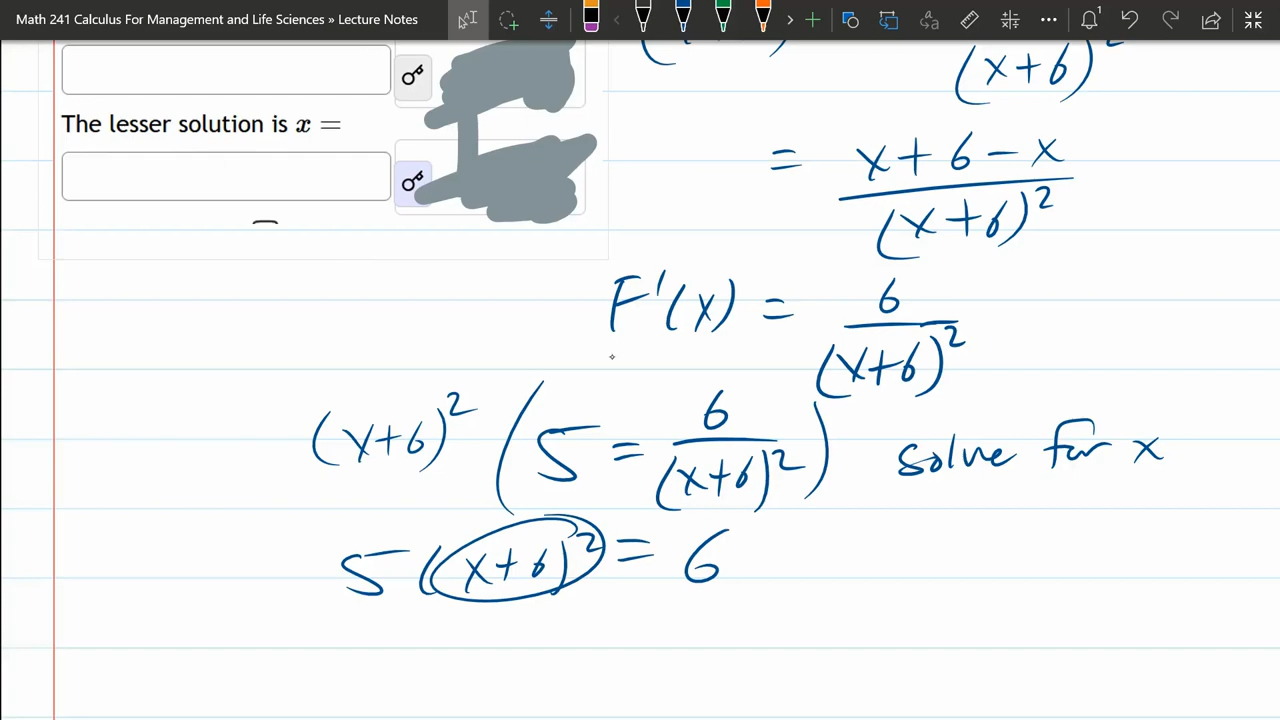 Math 241 Calculus For Management and Life Sciences » Lecture Notes
The lesser solution is x =
(x+6)²
= x+6-x/(x+6)²
F'(x) = 6/(x+6)²
(x+6)² (5 = 6/(x+6)²) solve for x
5(x+6)² = 6